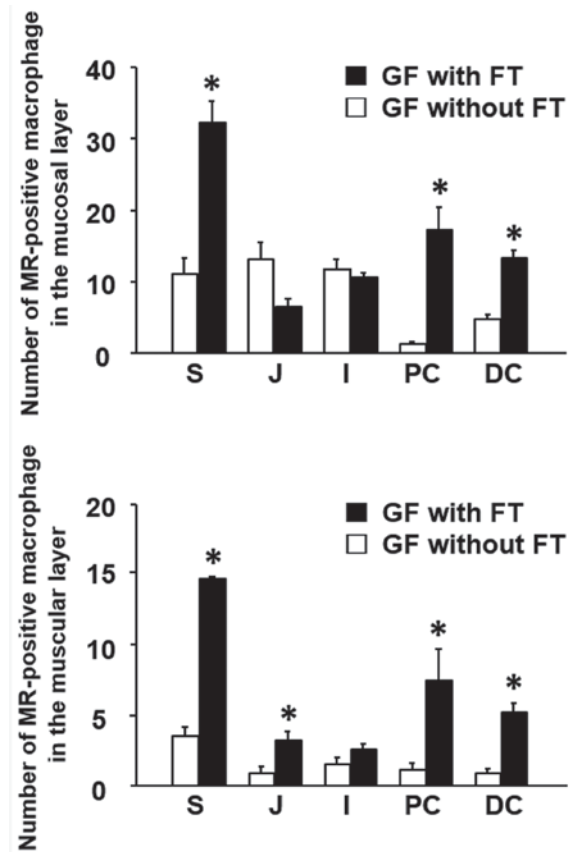 Number of MR-positive macrophage
in the mucosal layer
40
30
20
10
0
GF with FT
GF without FT
*
*
*
S J I PC DC
Number of MR-positive macrophage
in the muscular layer
20
15
10
5
0
GF with FT
GF without FT
*
*
*
*
S J I PC DC